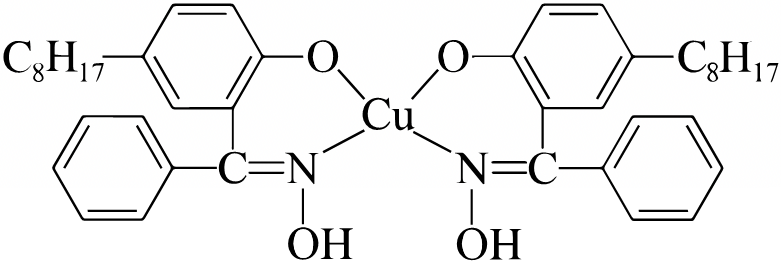 C₈H₁₇ O O C₈H₁₇
Cu
C=N N=C
OH OH